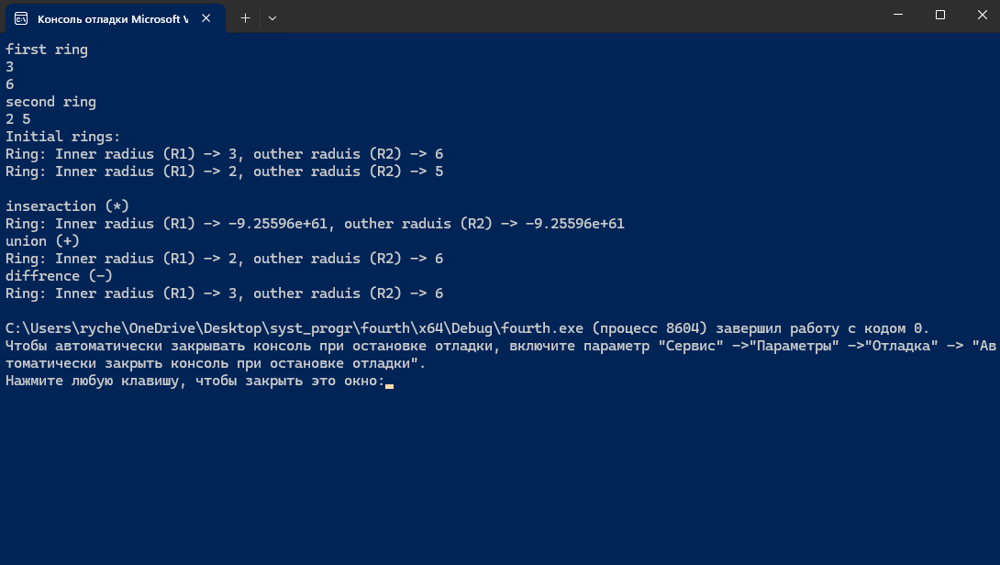 Консоль отладки Microsoft V
first ring
3
6
second ring
2 5
Initial rings:
Ring: Inner radius (R1) -> 3, outher raduis (R2) -> 6
Ring: Inner radius (R1) -> 2, outher raduis (R2) -> 5
inseraction (*)
Ring: Inner radius (R1) -> -9.25596e+61, outher raduis (R2) -> -9.25596e+61
union (+)
Ring: Inner radius (R1) -> 2, outher raduis (R2) -> 6
diffrence (-)
Ring: Inner radius (R1) -> 3, outher raduis (R2) -> 6
C:\Users\ryche\OneDrive\Desktop\syst_progr\fourth\x64\Debug\fourth.exe (процесс 8604) завершил работу с кодом 0.
Чтобы автоматически закрывать консоль при остановке отладки, включите параметр "Сервис" ->"Параметры" ->"Отладка" -> "Ав
томатически закрыть консоль при остановке отладки".
Нажмите любую клавишу, чтобы закрыть это окно: